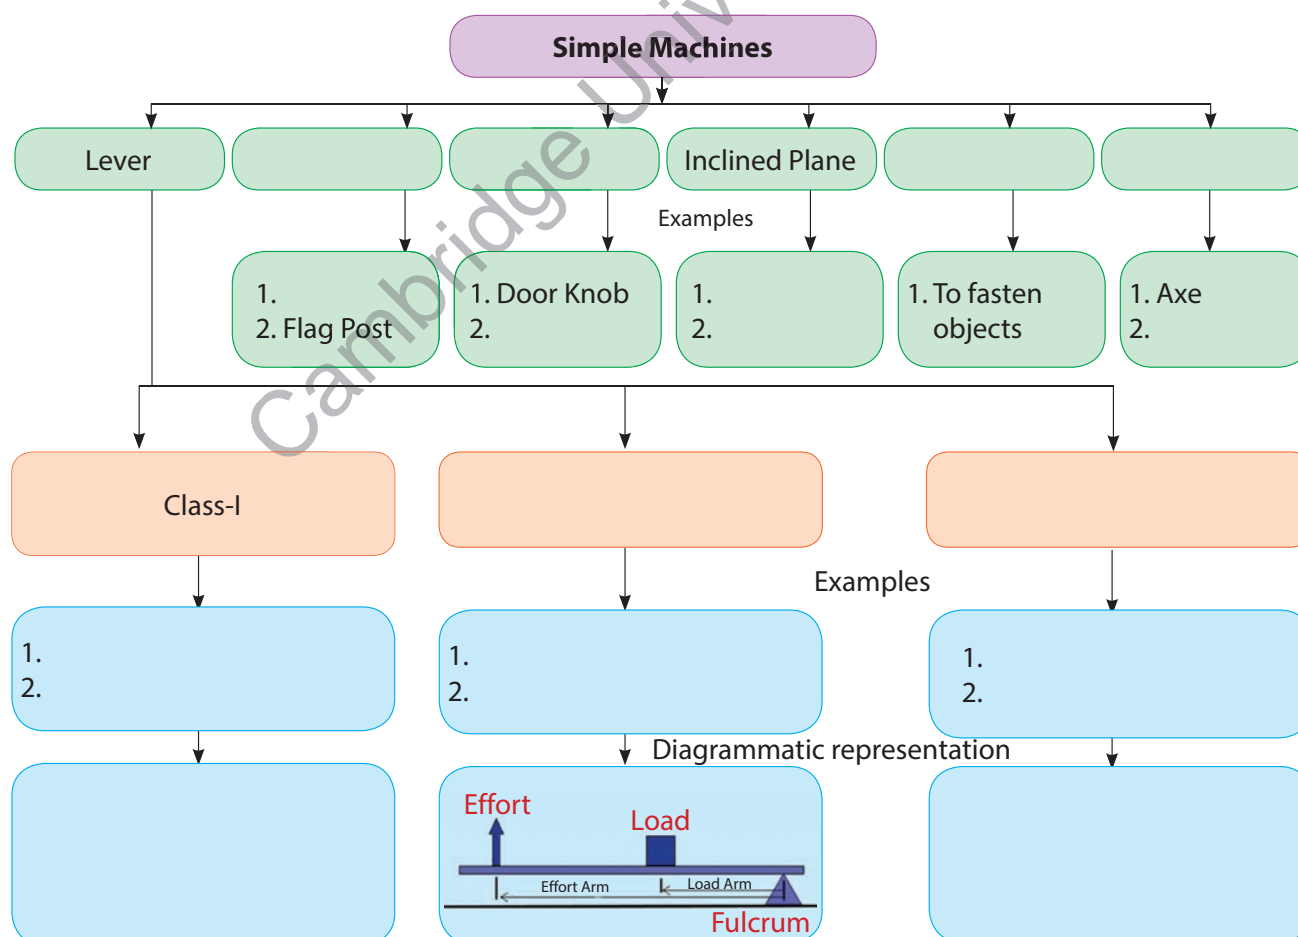 Simple Machines
Lever
Inclined Plane
Examples
1.
2. Flag Post
1. Door Knob
2.
1.
2.
1. To fasten
objects
1. Axe
2.
Class-I
Examples
1.
2.
1.
2.
1.
2.
Diagrammatic representation
Effort
Load
Effort Arm
Load Arm
Fulcrum
Cambridge Univ